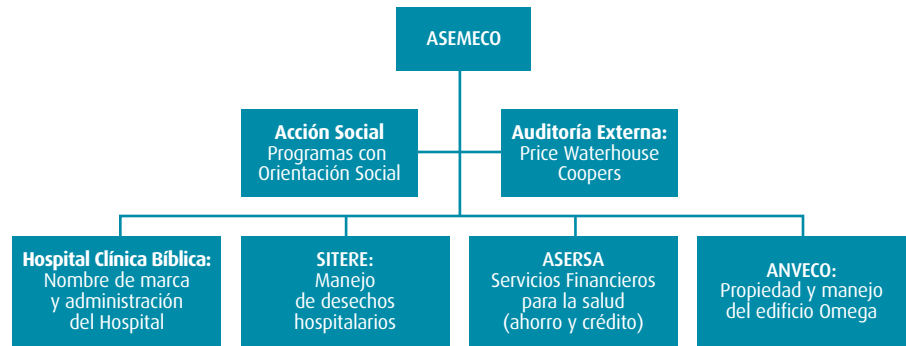 ASEMECO
Acción Social
Programas con
Orientación Social
Auditoría Externa:
Price Waterhouse
Coopers
Hospital Clínica Bíblica:
Nombre de marca
y administración
del Hospital
SITERE:
Manejo
de desechos
hospitalarios
ASERSA
Servicios Financieros
para la salud
(ahorro y crédito)
ANVECO:
Propiedad y manejo
del edificio Omega